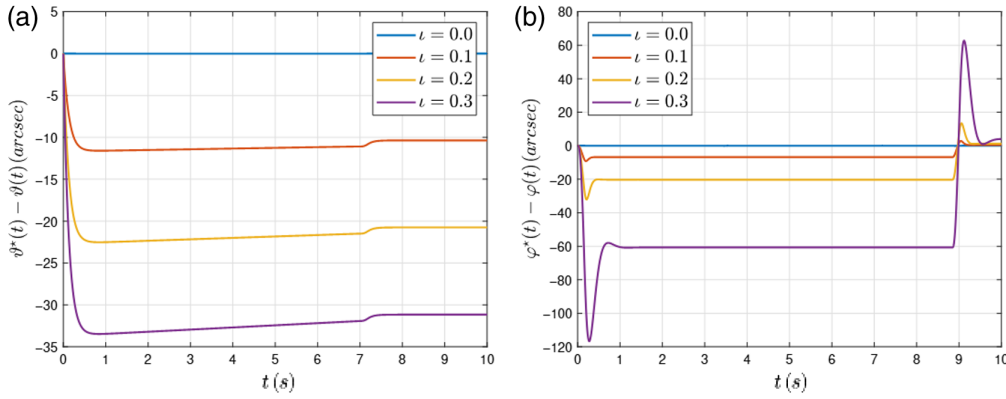 (a)
5
0
−5
−10
−15
−20
−25
−30
−35
0 1 2 3 4 5 6 7 8 9 10
t (s)
ϑ*(t) − ϑ(t) (arcsec)
ι = 0.0
ι = 0.1
ι = 0.2
ι = 0.3
(b)
80
60
40
20
0
−20
−40
−60
−80
−100
−120
0 1 2 3 4 5 6 7 8 9 10
t (s)
φ*(t) − φ(t) (arcsec)
ι = 0.0
ι = 0.1
ι = 0.2
ι = 0.3